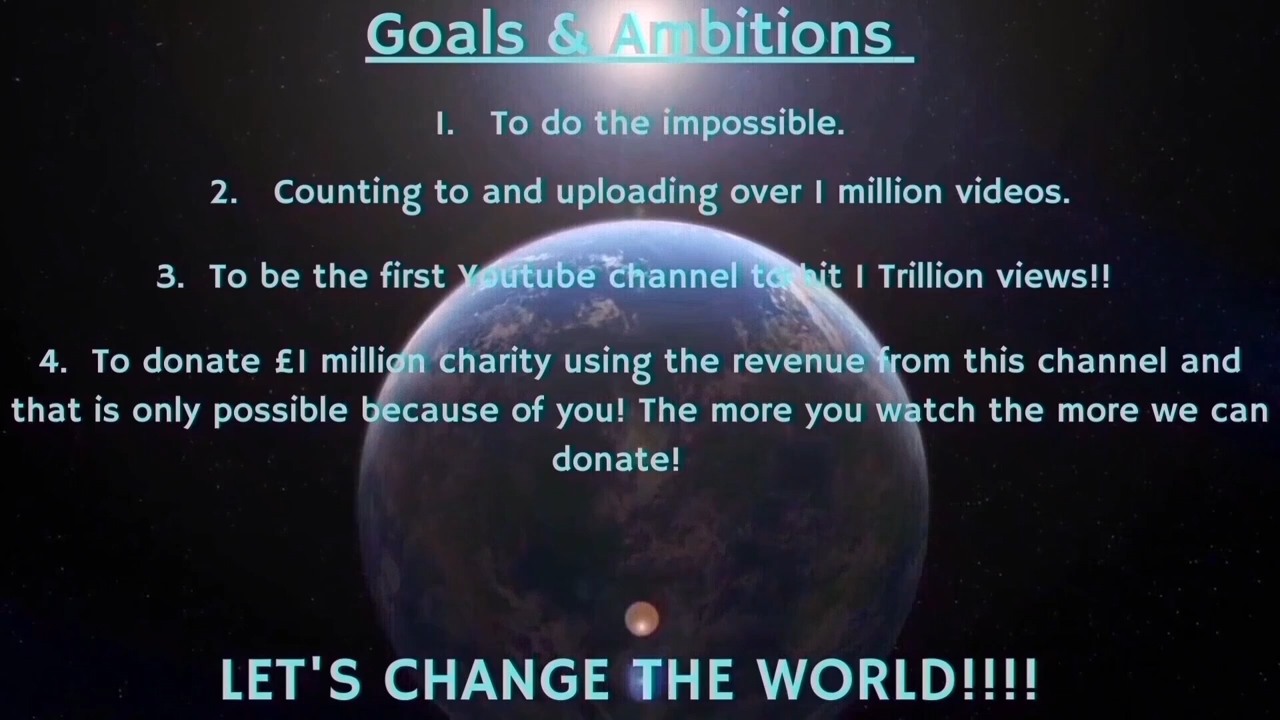 Goals & Ambitions
1. To do the impossible.
2. Counting to and uploading over 1 million videos.
3. To be the first Youtube channel to hit 1 Trillion views!!
4. To donate £1 million charity using the revenue from this channel and
that is only possible because of you! The more you watch the more we can
donate!
LET'S CHANGE THE WORLD!!!!